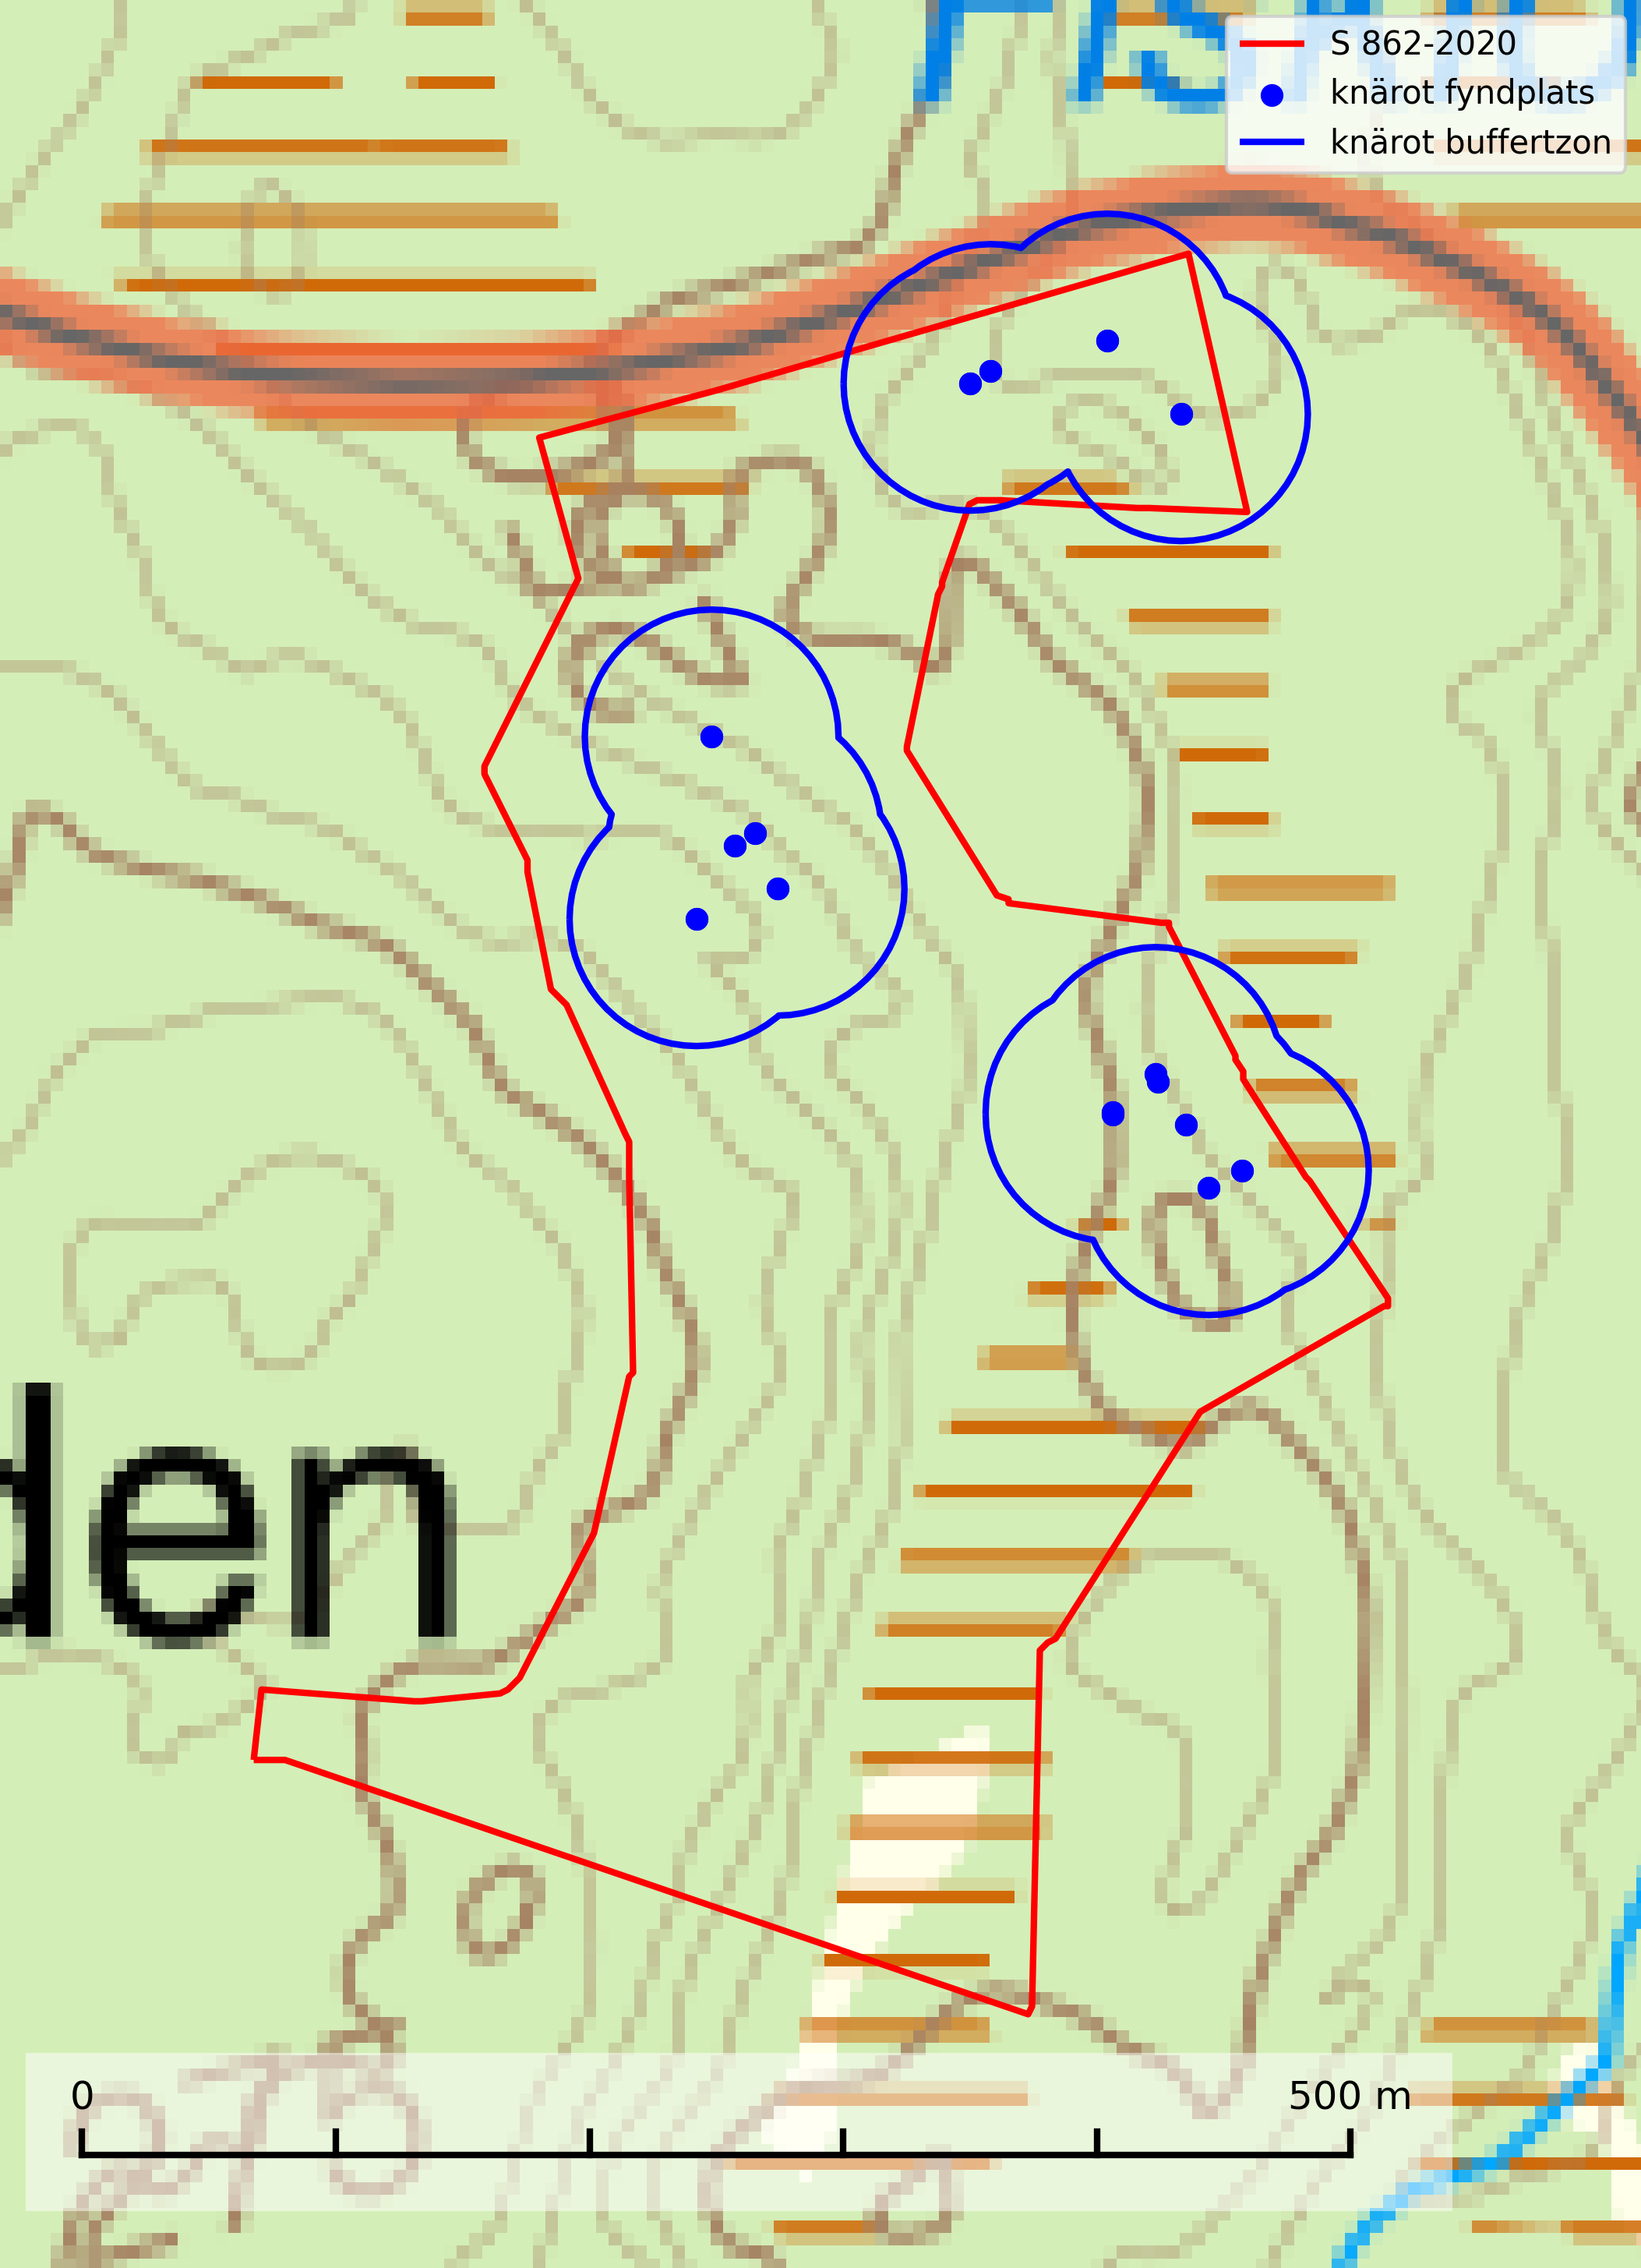 S 862-2020
knärot fyndplats
knärot buffertzon
den
0 500 m